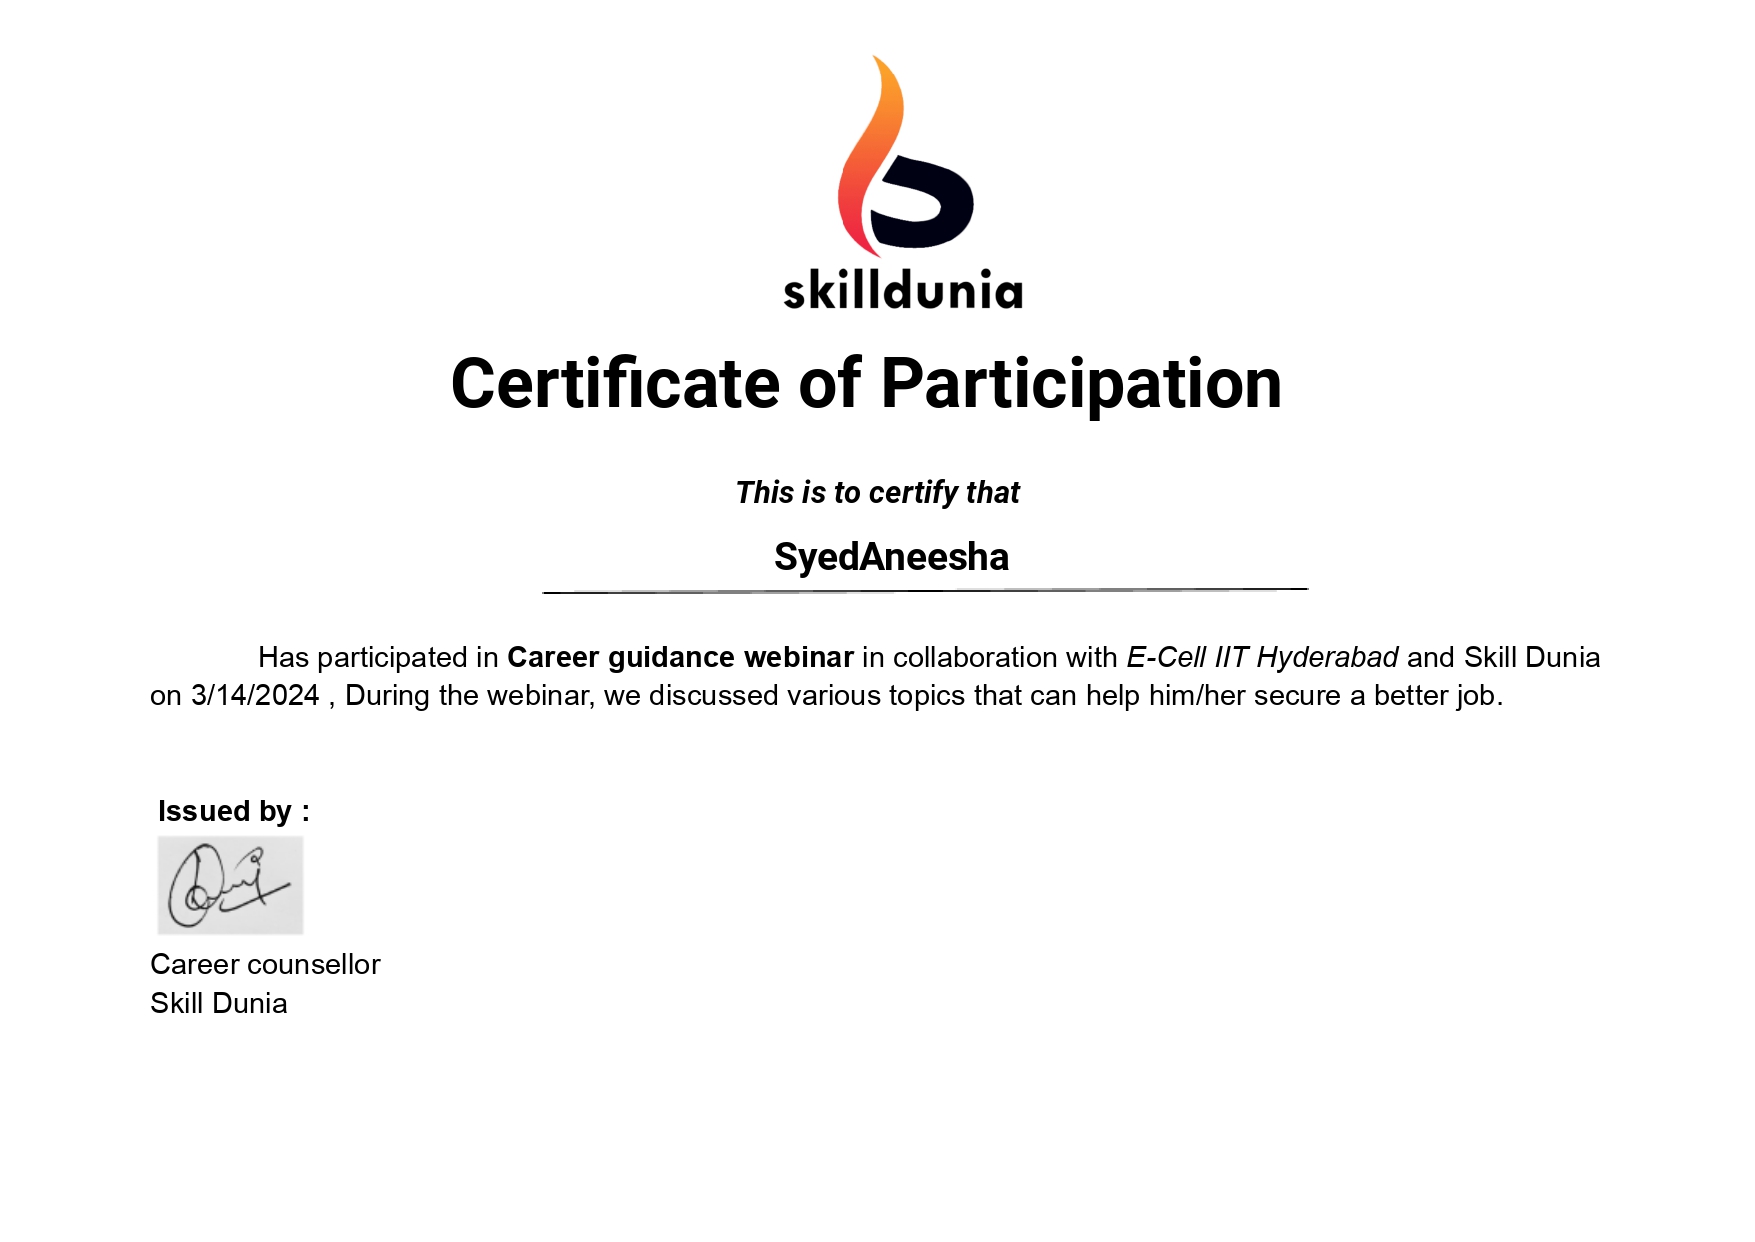 skilldunia
Certificate of Participation
This is to certify that
SyedAneesha
Has participated in Career guidance webinar in collaboration with E-Cell IIT Hyderabad and Skill Dunia
on 3/14/2024 , During the webinar, we discussed various topics that can help him/her secure a better job.
Issued by :
Career counsellor
Skill Dunia